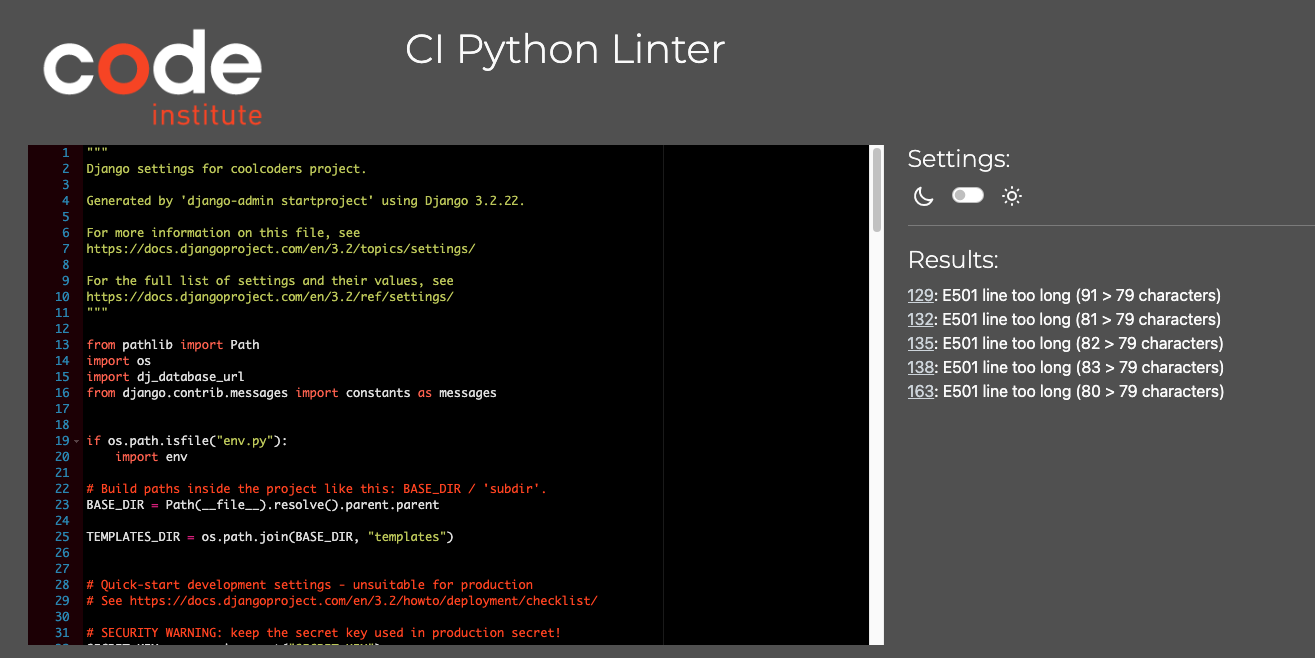 code
institute
CI Python Linter
1 """
2 Django settings for coolcoders project.
3
4 Generated by 'django-admin startproject' using Django 3.2.22.
5
6 For more information on this file, see
7 https://docs.djangoproject.com/en/3.2/topics/settings/
8
9 For the full list of settings and their values, see
10 https://docs.djangoproject.com/en/3.2/ref/settings/
11 """
12
13 from pathlib import Path
14 import os
15 import dj_database_url
16 from django.contrib.messages import constants as messages
17
18
19 if os.path.isfile("env.py"):
20     import env
21
22 # Build paths inside the project like this: BASE_DIR / 'subdir'.
23 BASE_DIR = Path(__file__).resolve().parent.parent
24
25 TEMPLATES_DIR = os.path.join(BASE_DIR, "templates")
26
27
28 # Quick-start development settings - unsuitable for production
29 # See https://docs.djangoproject.com/en/3.2/howto/deployment/checklist/
30
31 # SECURITY WARNING: keep the secret key used in production secret!
Settings:
Results:
129: E501 line too long (91 > 79 characters)
132: E501 line too long (81 > 79 characters)
135: E501 line too long (82 > 79 characters)
138: E501 line too long (83 > 79 characters)
163: E501 line too long (80 > 79 characters)